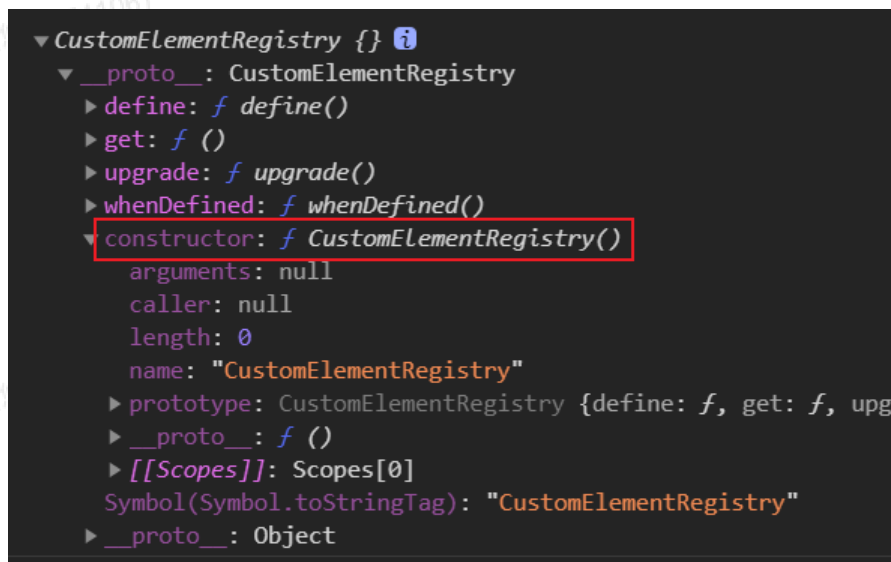 ▼CustomElementRegistry {} i
▼__proto__: CustomElementRegistry
▶define: ƒ define()
▶get: ƒ ()
▶upgrade: ƒ upgrade()
▶whenDefined: ƒ whenDefined()
▼constructor: ƒ CustomElementRegistry()
arguments: null
caller: null
length: 0
name: "CustomElementRegistry"
▶prototype: CustomElementRegistry {define: ƒ, get: ƒ, upg
▶__proto__: ƒ ()
▶[[Scopes]]: Scopes[0]
Symbol(Symbol.toStringTag): "CustomElementRegistry"
▶__proto__: Object